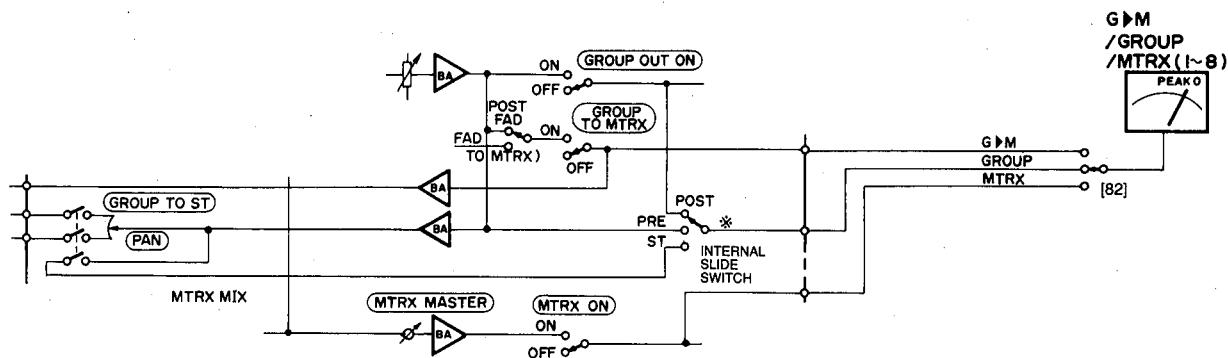 G▶M
/GROUP
/MTRX(1~8)
PEAK O
BA
ON
GROUP OUT ON
OFF
POST
FAD
ON
GROUP
TO MTRX
FAD
TO MTRX)
OFF
G▶M
GROUP
MTRX
[82]
BA
GROUP TO ST
PAN
BA
POST
PRE
※
ST
INTERNAL
SLIDE
SWITCH
MTRX MIX
MTRX MASTER
MTRX ON
BA
ON
OFF